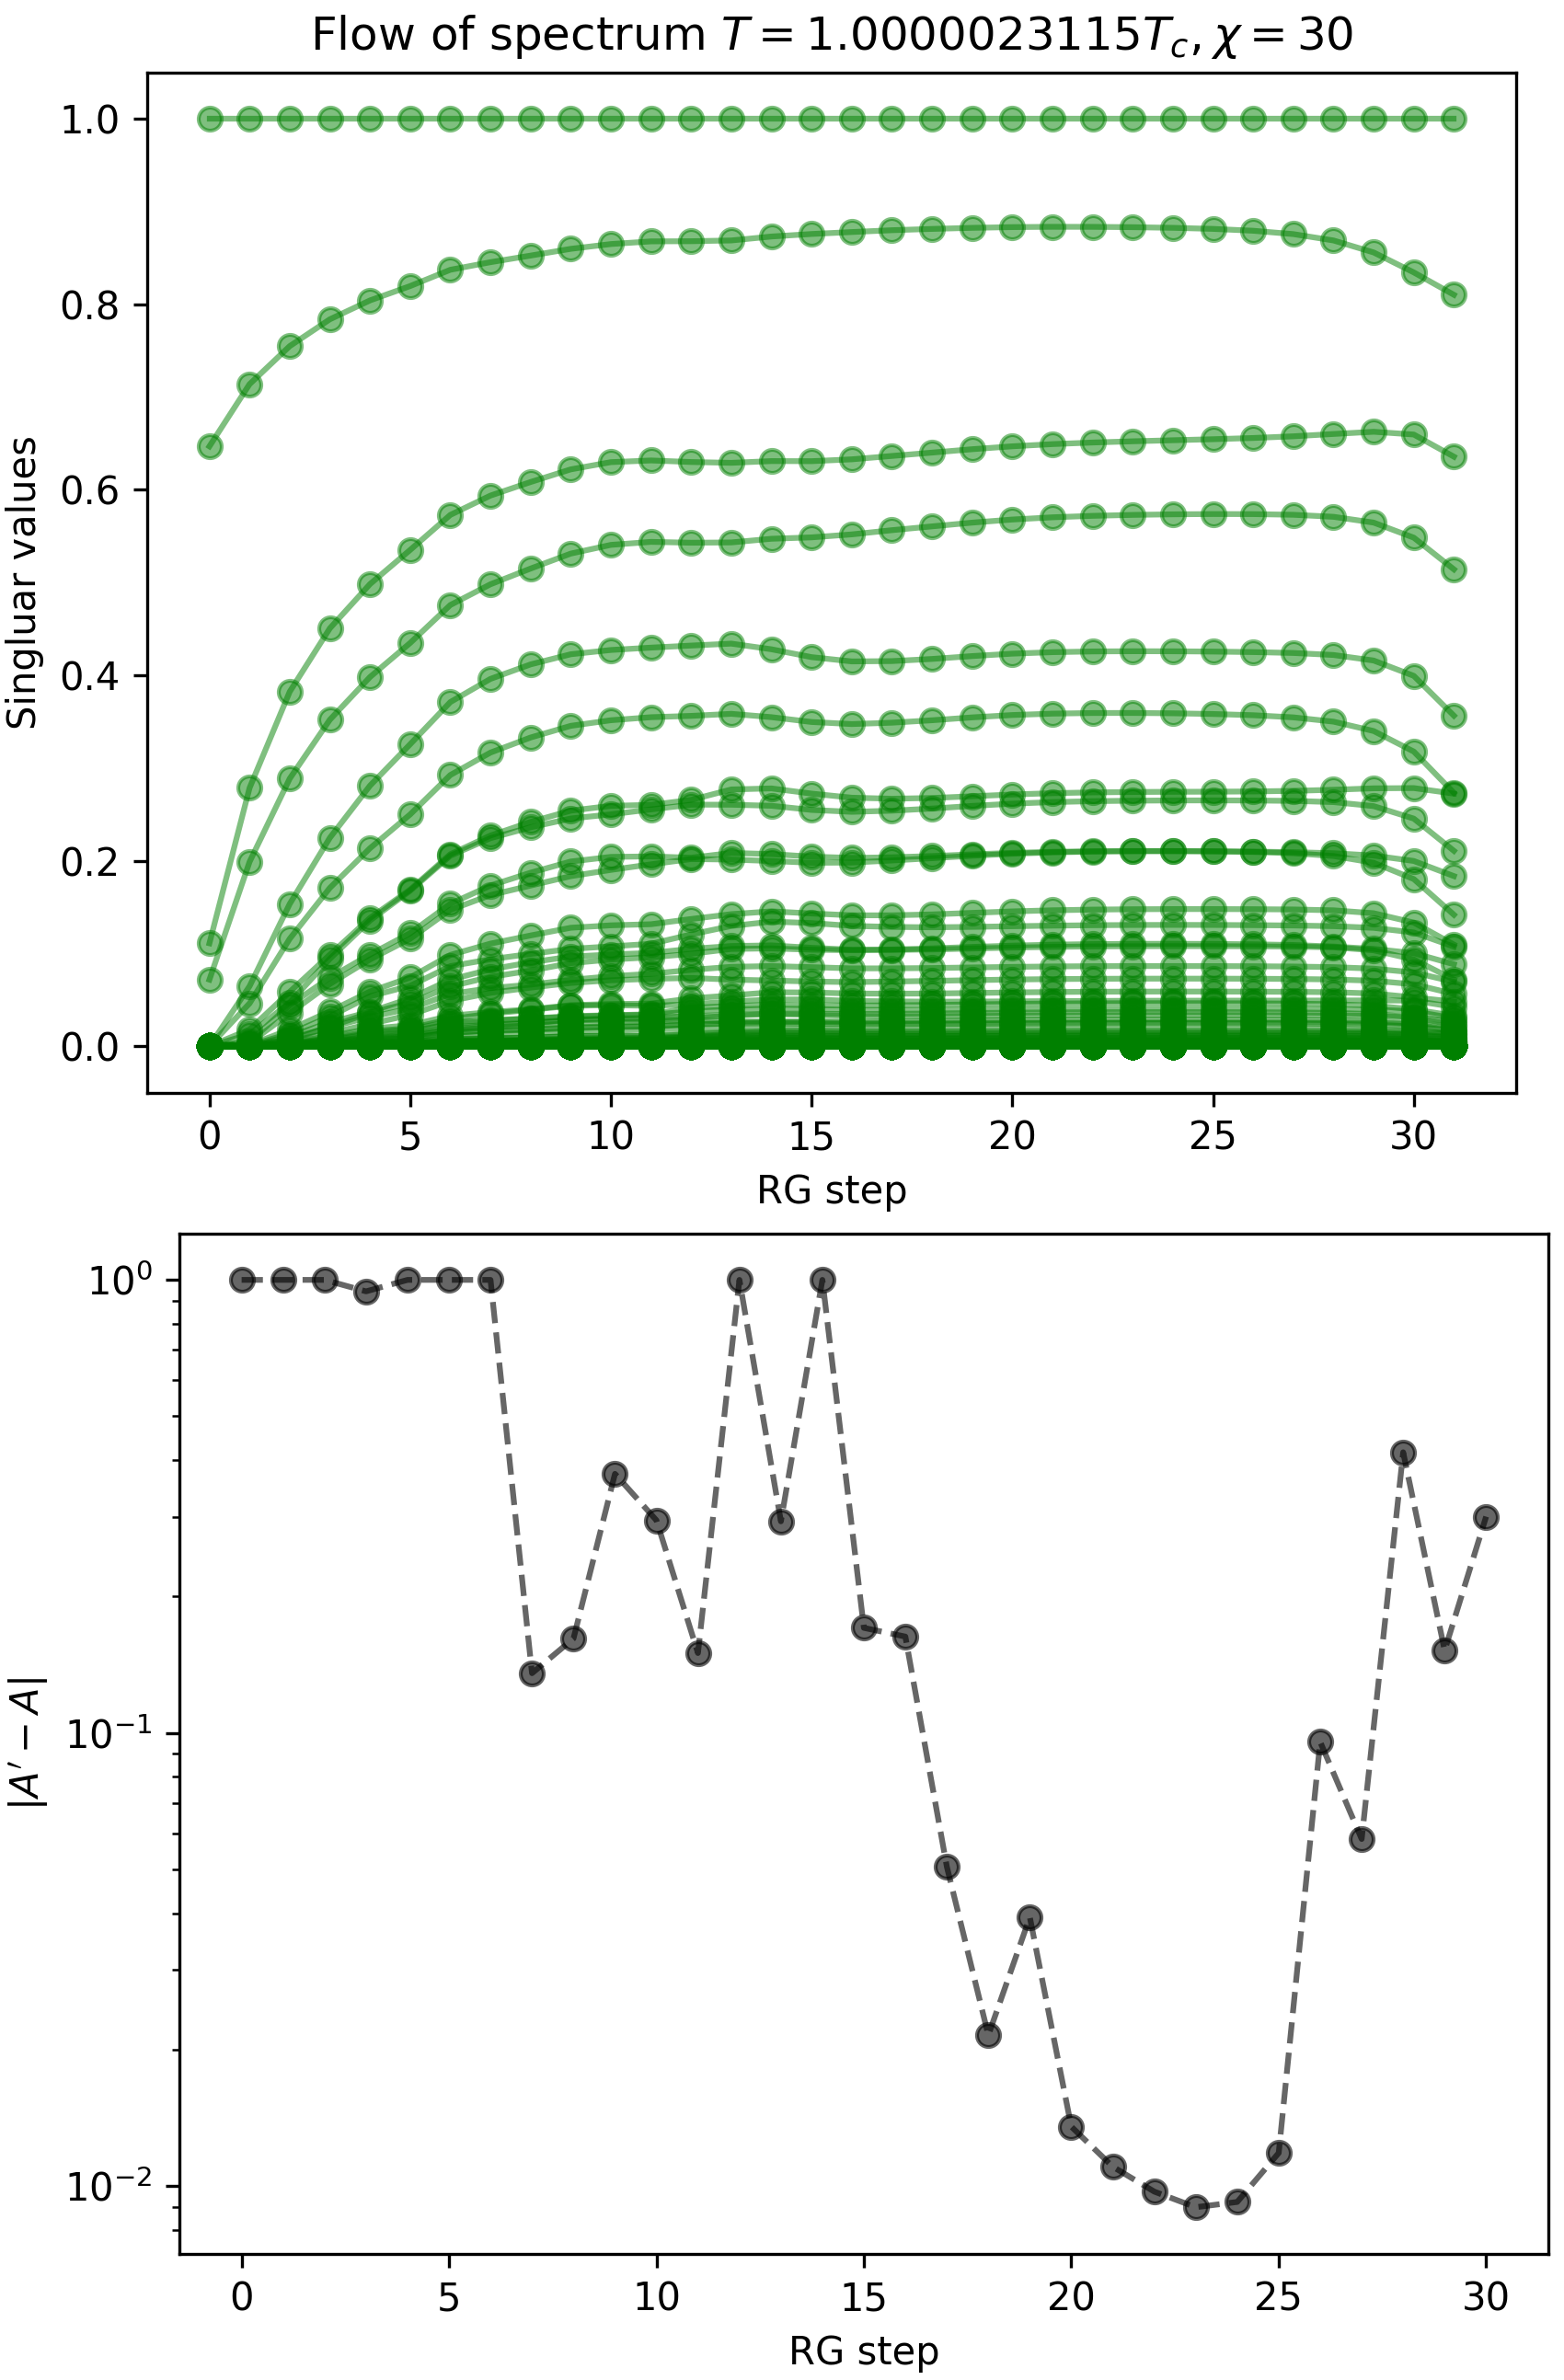 Flow of spectrum T = 1.0000023115T_c, χ = 30
1.0
0.8
0.6
0.4
0.2
0.0
Singluar values
0 5 10 15 20 25 30
RG step
10⁰
10⁻¹
10⁻²
|A′ − A|
0 5 10 15 20 25 30
RG step